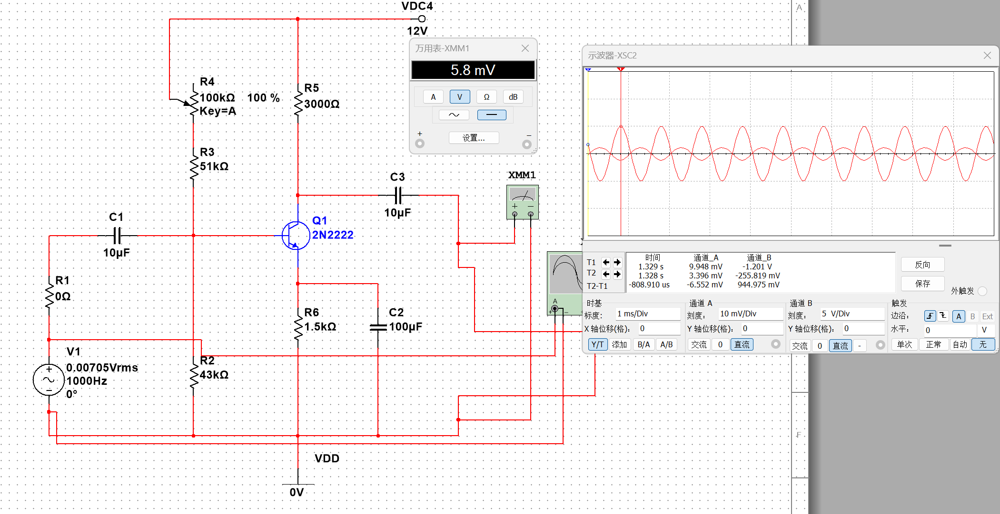 VDC4
12V
A
R4
100kΩ 100 %
Key=A
R5
3000Ω
万用表-XMM1
5.8 mV
A V Ω dB
+ 设置... −
R3
51kΩ
C3
10µF
XMM1
+ −
C1
10µF
Q1
2N2222
R1
0Ω
R6
1.5kΩ
C2
100µF
V1
0.00705Vrms
1000Hz
0°
R2
43kΩ
A
+ −
VDD
0V
F
示波器-XSC2
时间 通道_A 通道_B
T1 1.329 s 9.948 mV -1.201 V
T2 1.328 s 3.396 mV -255.819 mV
T2-T1 -808.910 us -6.552 mV 944.975 mV
反向
保存
外触发
时基 通道 A 通道 B 触发
标度: 1 ms/Div 刻度: 10 mV/Div 刻度: 5 V/Div 边沿: A B Ext
X 轴位移(格): 0 Y 轴位移(格): 0 Y 轴位移(格): 0 水平: 0 V
Y/T 添加 B/A A/B 交流 0 直流 交流 0 直流 - 单次 正常 自动 无